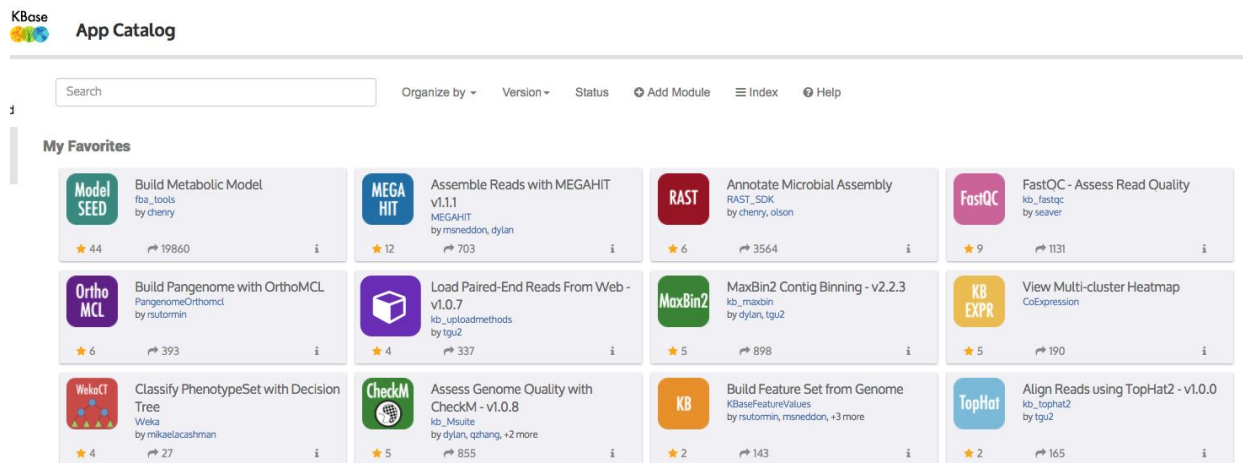 KBase
App Catalog
Search
Organize by
Version
Status
Add Module
Index
Help
d
My Favorites
Model
SEED
Build Metabolic Model
fba_tools
by chenry
44
19860
i
MEGA
HIT
Assemble Reads with MEGAHIT
v1.1.1
MEGAHIT
by msneddon, dylan
12
703
i
RAST
Annotate Microbial Assembly
RAST_SDK
by chenry, olson
6
3564
i
FastQC
FastQC - Assess Read Quality
kb_fastqc
by seaver
9
1131
i
Ortho
MCL
Build Pangenome with OrthoMCL
PangenomeOrthomcl
by rsutormin
6
393
i
Load Paired-End Reads From Web -
v1.0.7
kb_uploadmethods
by tgu2
4
337
i
MaxBin2
MaxBin2 Contig Binning - v2.2.3
kb_maxbin
by dylan, tgu2
5
898
i
KB
EXPR
View Multi-cluster Heatmap
CoExpression
5
190
i
WekaCT
Classify PhenotypeSet with Decision
Tree
Weka
by mikaelacashman
4
27
i
CheckM
Assess Genome Quality with
CheckM - v1.0.8
kb_Msuite
by dylan, qzhang, +2 more
5
855
i
KB
Build Feature Set from Genome
KBaseFeatureValues
by rsutormin, msneddon, +3 more
2
143
i
TopHat
Align Reads using TopHat2 - v1.0.0
kb_tophat2
by tgu2
2
165
i